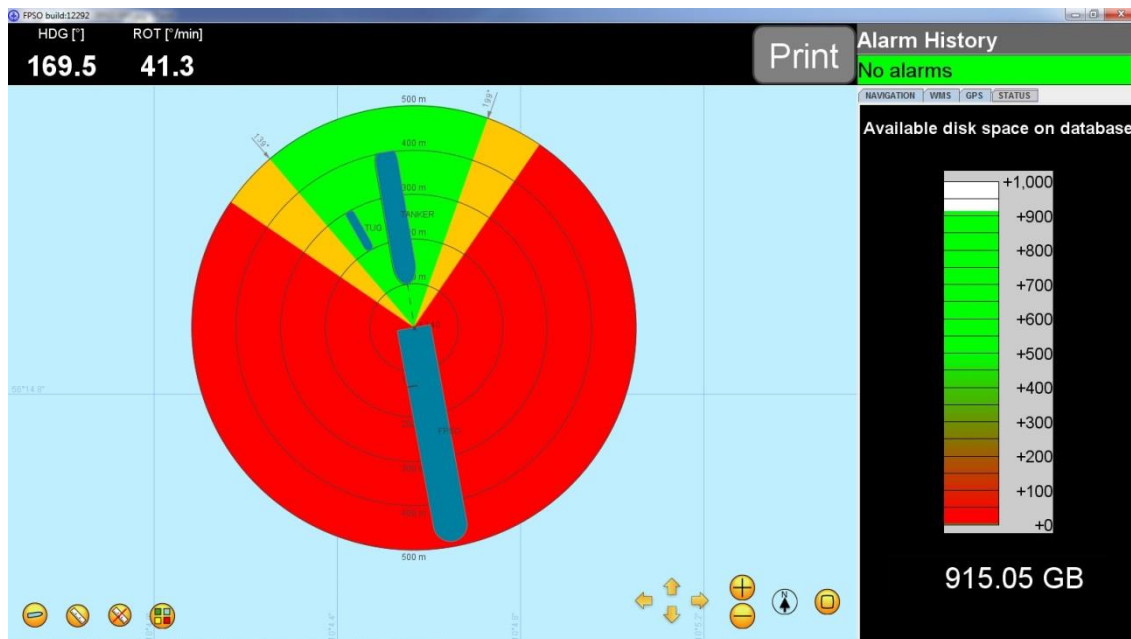 FPSO build:12292
HDG [°]
ROT [°/min]
169.5
41.3
Print
Alarm History
No alarms
NAVIGATION
WMS
GPS
STATUS
Available disk space on database
+1,000
+900
+800
+700
+600
+500
+400
+300
+200
+100
+0
915.05 GB
500 m
199°
139°
400 m
300 m
TANKER
TUG
FPSO
500 m
N